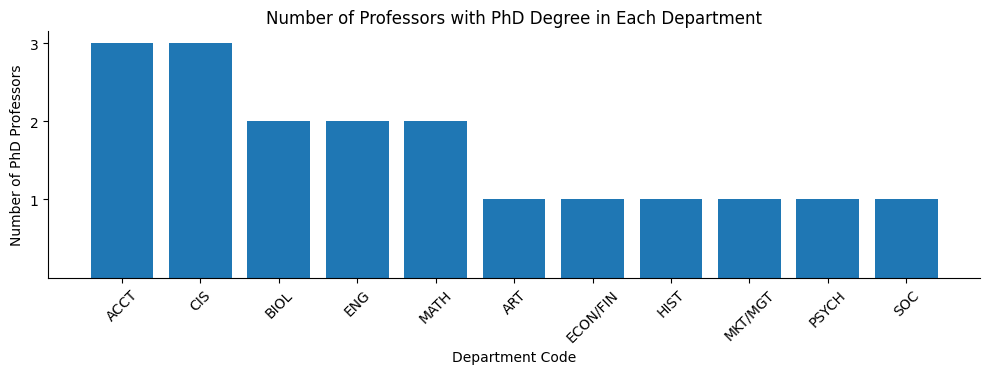 Number of Professors with PhD Degree in Each Department
Number of PhD Professors
3
2
1
ACCT
CIS
BIOL
ENG
MATH
ART
ECON/FIN
HIST
MKT/MGT
PSYCH
SOC
Department Code